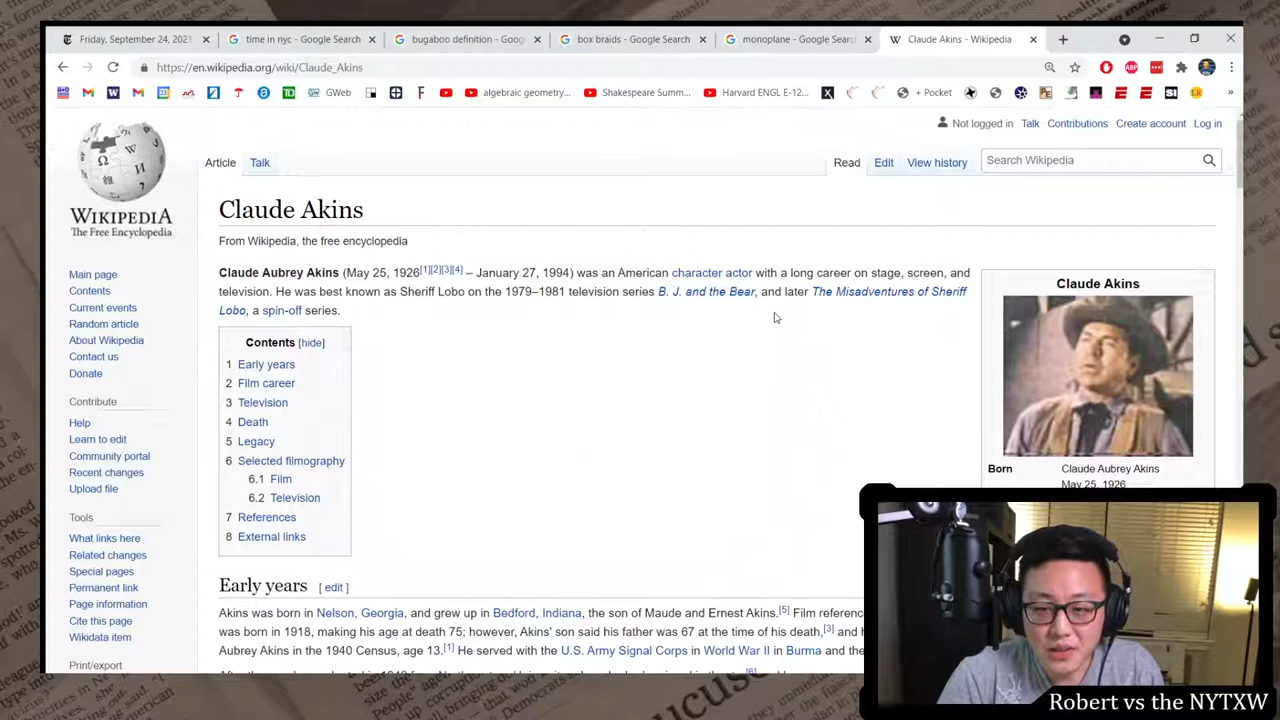 Friday, September 24, 2021
time in nyc - Google Search
bugaboo definition - Goog
box braids - Google Search
monoplane - Google Search
Claude Akins - Wikipedia
https://en.wikipedia.org/wiki/Claude_Akins
GWeb
algebraic geometry...
Shakespeare Summ...
Harvard ENGL E-12...
+ Pocket
Not logged in Talk Contributions Create account Log in
Article Talk
Read Edit View history
Search Wikipedia
WIKIPEDIA
The Free Encyclopedia
Main page
Contents
Current events
Random article
About Wikipedia
Contact us
Donate
Contribute
Help
Learn to edit
Community portal
Recent changes
Upload file
Tools
What links here
Related changes
Special pages
Permanent link
Page information
Cite this page
Wikidata item
Print/export
Claude Akins
From Wikipedia, the free encyclopedia
Claude Aubrey Akins (May 25, 1926[1][2][3][4] – January 27, 1994) was an American character actor with a long career on stage, screen, and
television. He was best known as Sheriff Lobo on the 1979–1981 television series B. J. and the Bear, and later The Misadventures of Sheriff
Lobo, a spin-off series.
Contents [hide]
1 Early years
2 Film career
3 Television
4 Death
5 Legacy
6 Selected filmography
6.1 Film
6.2 Television
7 References
8 External links
Claude Akins
Born Claude Aubrey Akins
May 25, 1926
Early years [ edit ]
Akins was born in Nelson, Georgia, and grew up in Bedford, Indiana, the son of Maude and Ernest Akins.[5] Film referenc
was born in 1918, making his age at death 75; however, Akins' son said his father was 67 at the time of his death,[3] and h
Aubrey Akins in the 1940 Census, age 13.[1] He served with the U.S. Army Signal Corps in World War II in Burma and the
Robert vs the NYTXW